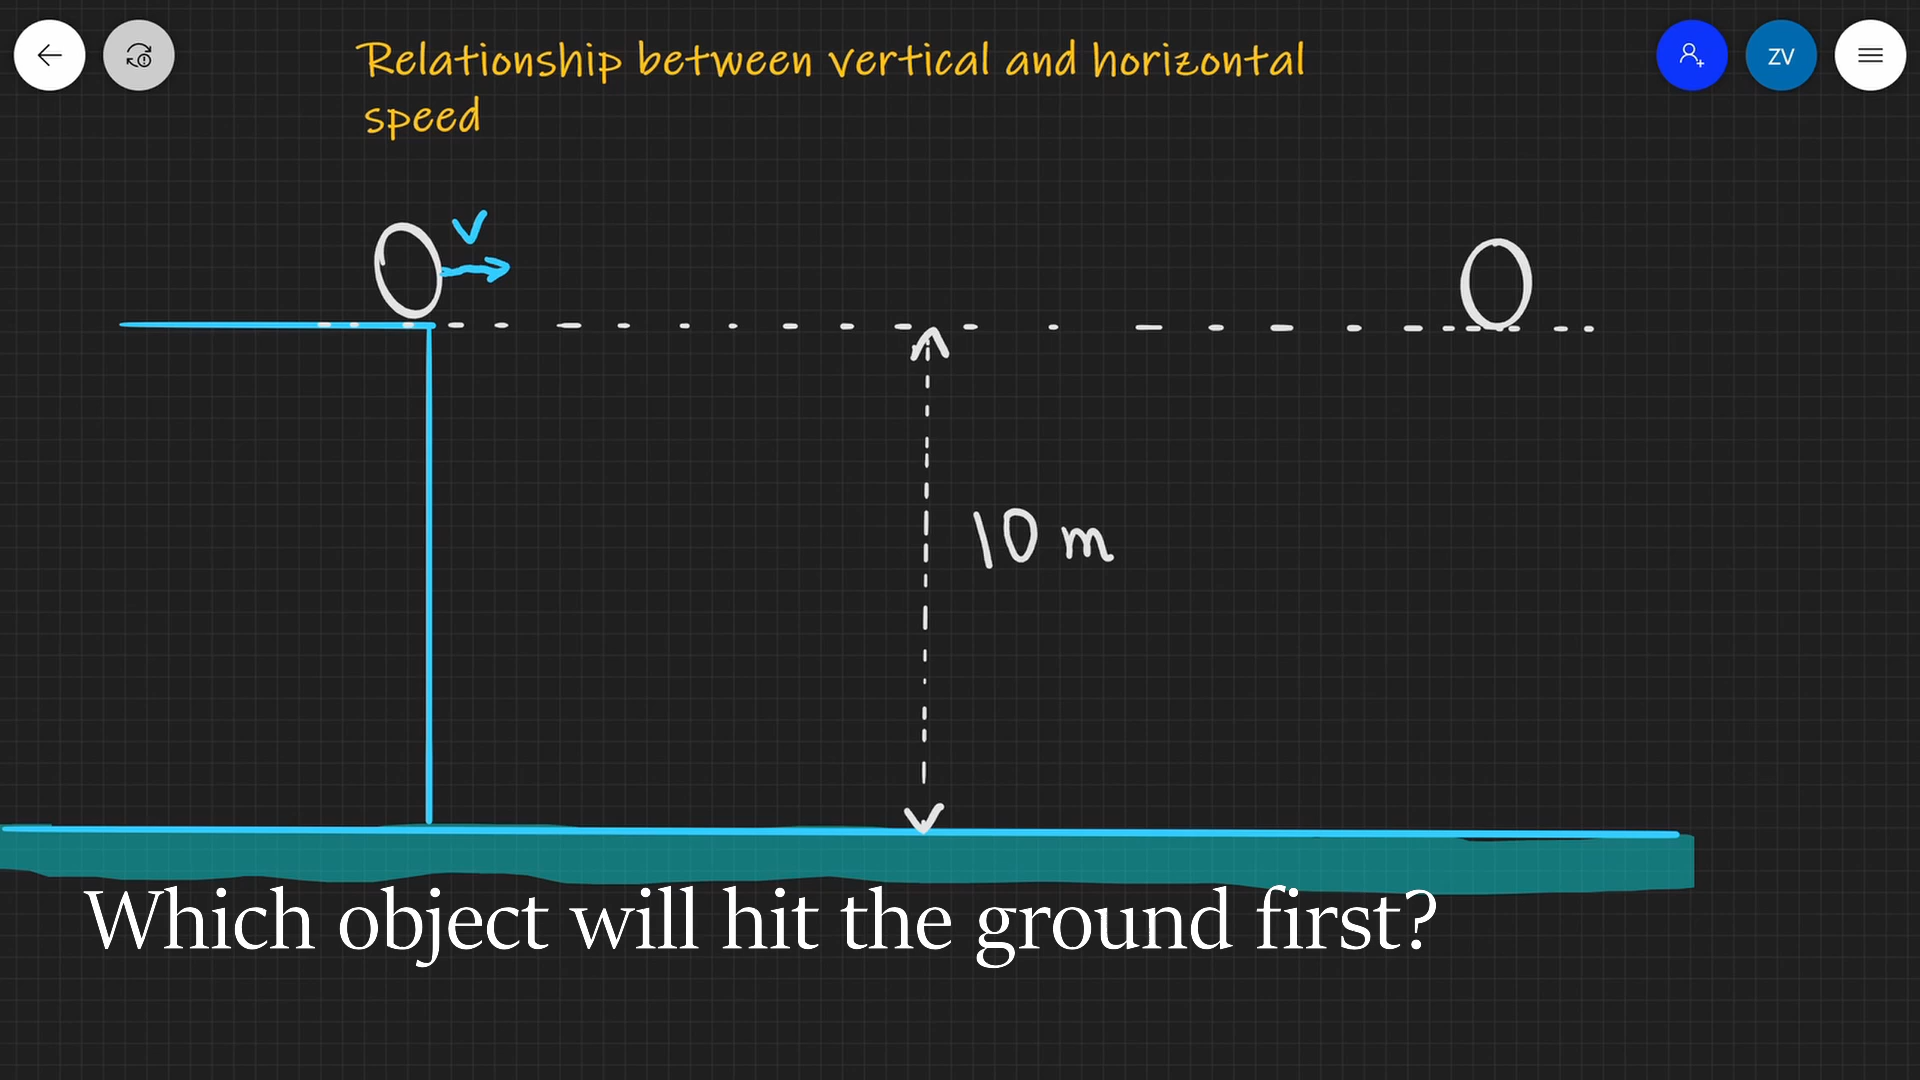 Relationship between vertical and horizontal
speed
ZV
v
10 m
Which object will hit the ground first?